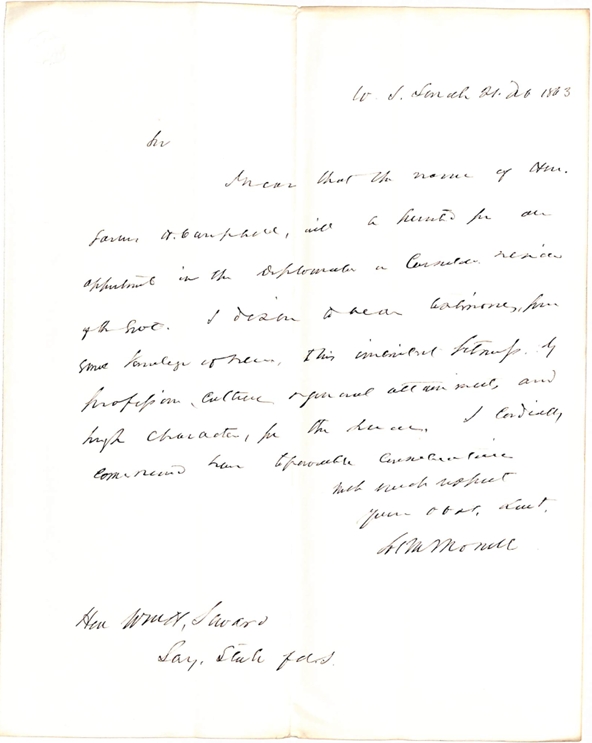 U. S. Senate 21. Feb 1863
Sir
I hear that the name of Hon.
James H. Campbell, will be presented for an
appointment in the Diplomatic or Consular service
of the Govt. I desire to bear testimony, from
some knowledge of him, to his eminent fitness by
profession, culture, general attainments, and
high character, for the service. I cordially
commend him to favorable consideration
with much respect
Your obdt. Servt.
L M Morrill
Hon Wm H. Seward
Secy. State